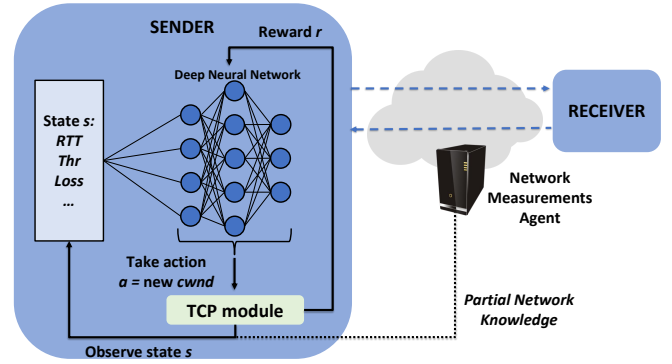 SENDER
Reward r
Deep Neural Network
State s:
RTT
Thr
Loss
...
RECEIVER
Network
Measurements
Agent
Take action
a = new cwnd
TCP module
Partial Network
Knowledge
Observe state s